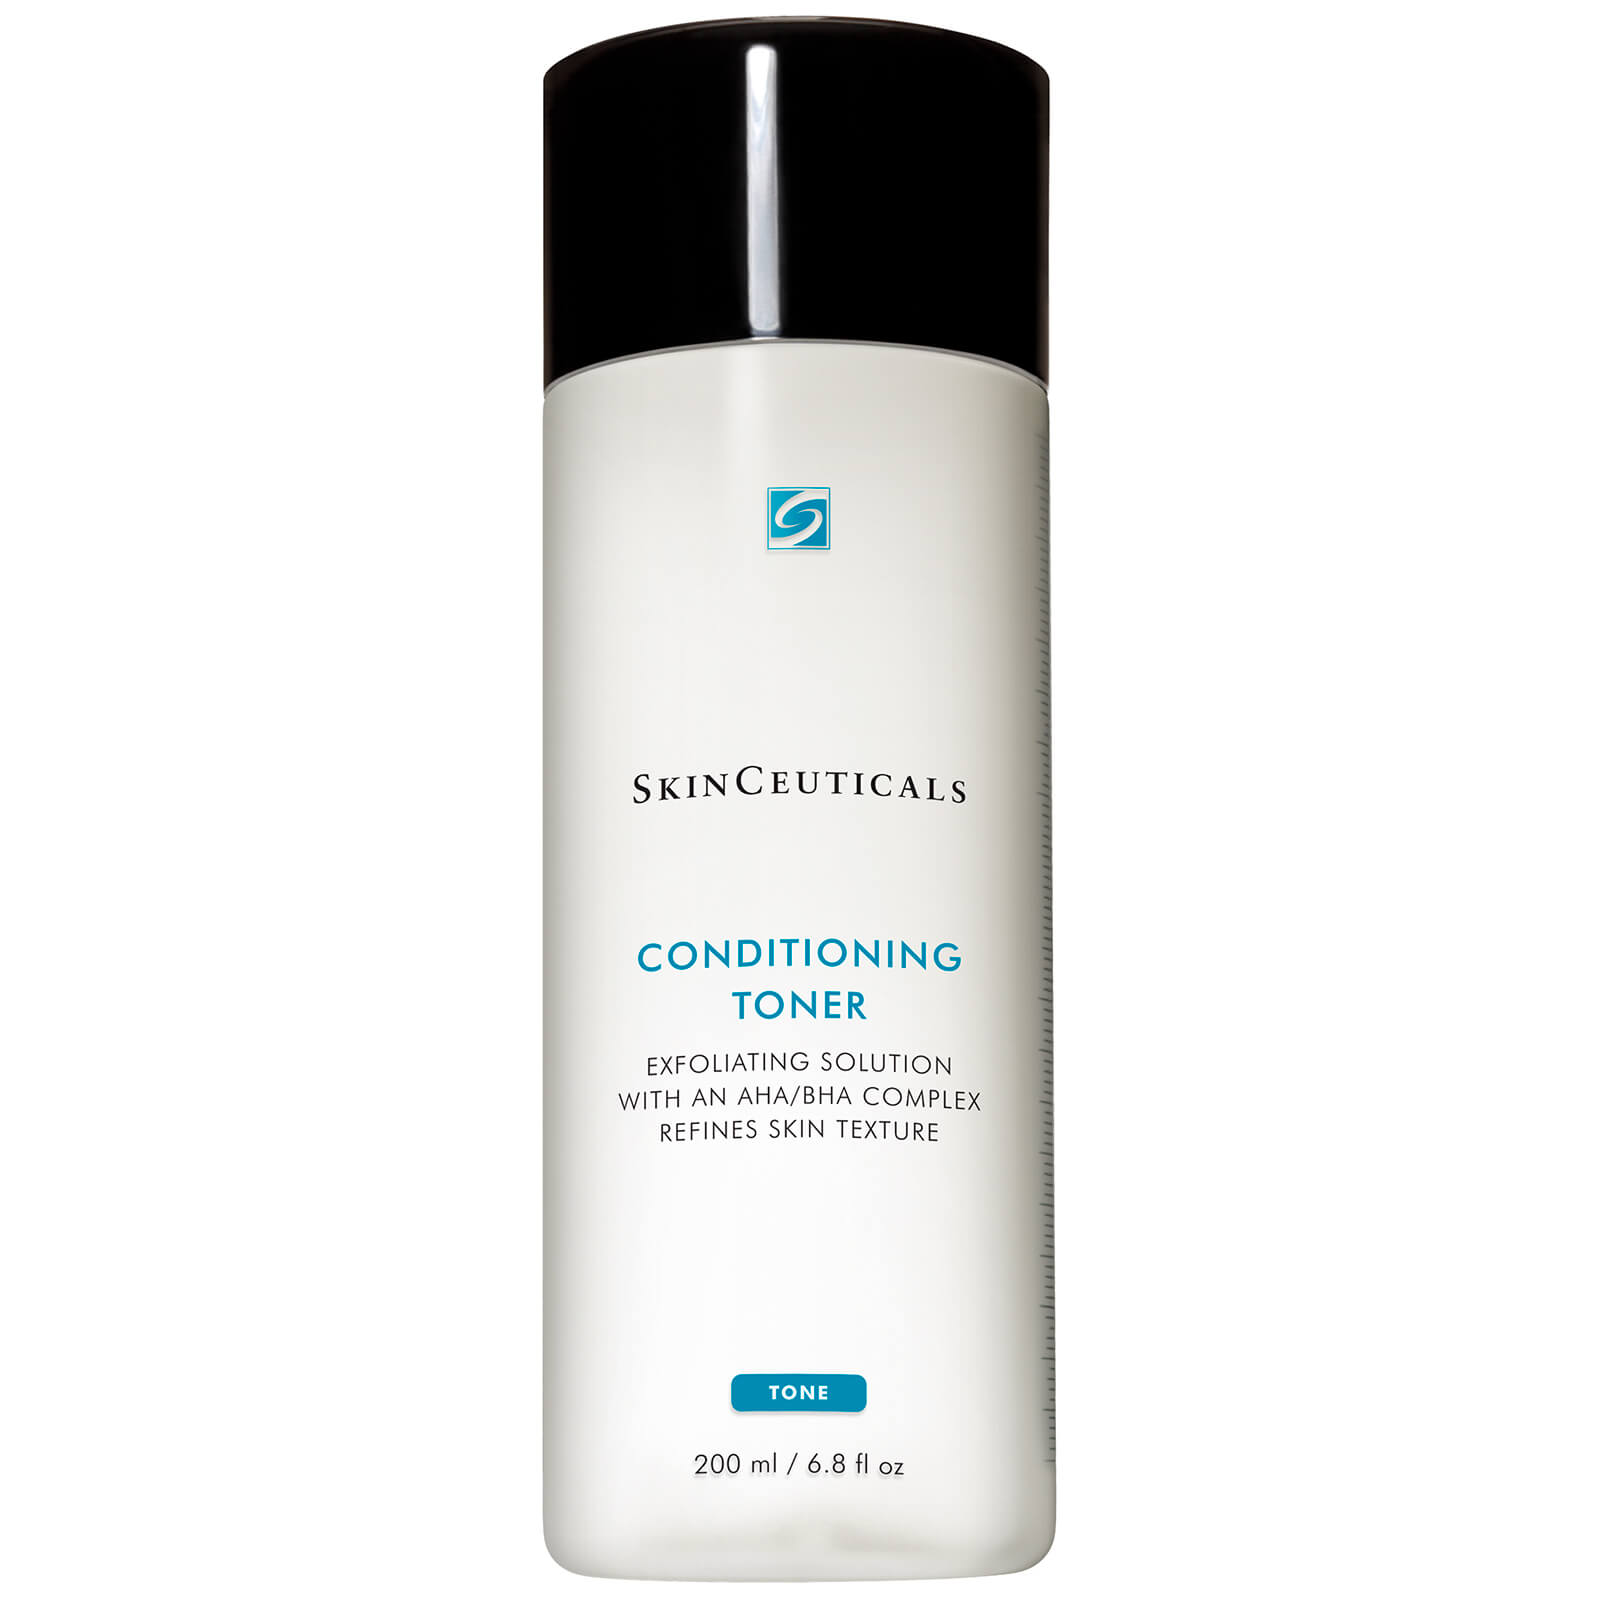 SKINCEUTICALS
CONDITIONING
TONER
EXFOLIATING SOLUTION
WITH AN AHA/BHA COMPLEX
REFINES SKIN TEXTURE
TONE
200 ml / 6.8 fl oz